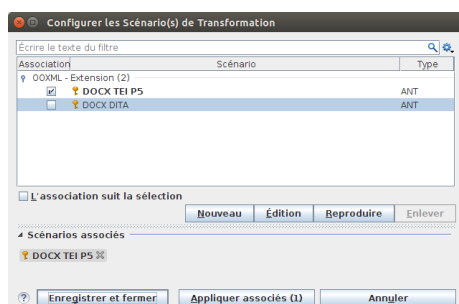 Configurer les Scénario(s) de Transformation
Écrire le texte du filtre
Association Scénario Type
OOXML - Extension (2)
DOCX TEI P5 ANT
DOCX DITA ANT
L'association suit la sélection
Nouveau Édition Reproduire Enlever
Scénarios associés
DOCX TEI P5
? Enregistrer et fermer Appliquer associés (1) Annuler